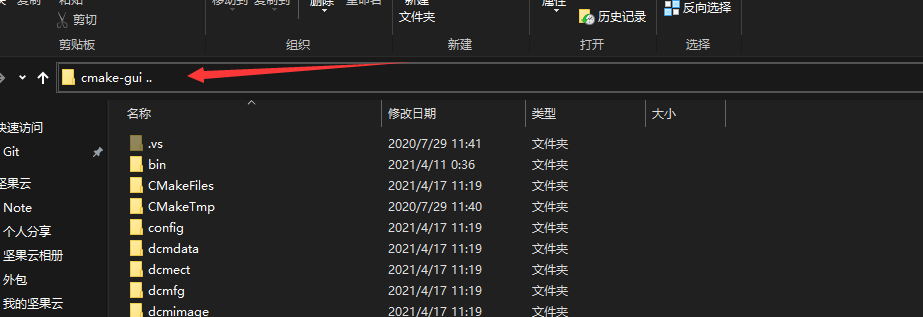 复制 粘贴 移动到 复制到 删除 重命名 新建 属性
剪切 文件夹 历史记录 反向选择
剪贴板 组织 新建 打开 选择
cmake-gui ..
名称 修改日期 类型 大小
快速访问
Git
坚果云
Note
个人分享
坚果云相册
外包
我的坚果云
.vs 2020/7/29 11:41 文件夹
bin 2021/4/11 0:36 文件夹
CMakeFiles 2021/4/17 11:19 文件夹
CMakeTmp 2020/7/29 11:40 文件夹
config 2021/4/17 11:19 文件夹
dcmdata 2021/4/17 11:19 文件夹
dcmect 2021/4/17 11:19 文件夹
dcmfg 2021/4/17 11:19 文件夹
dcmimage 2021/4/17 11:19 文件夹